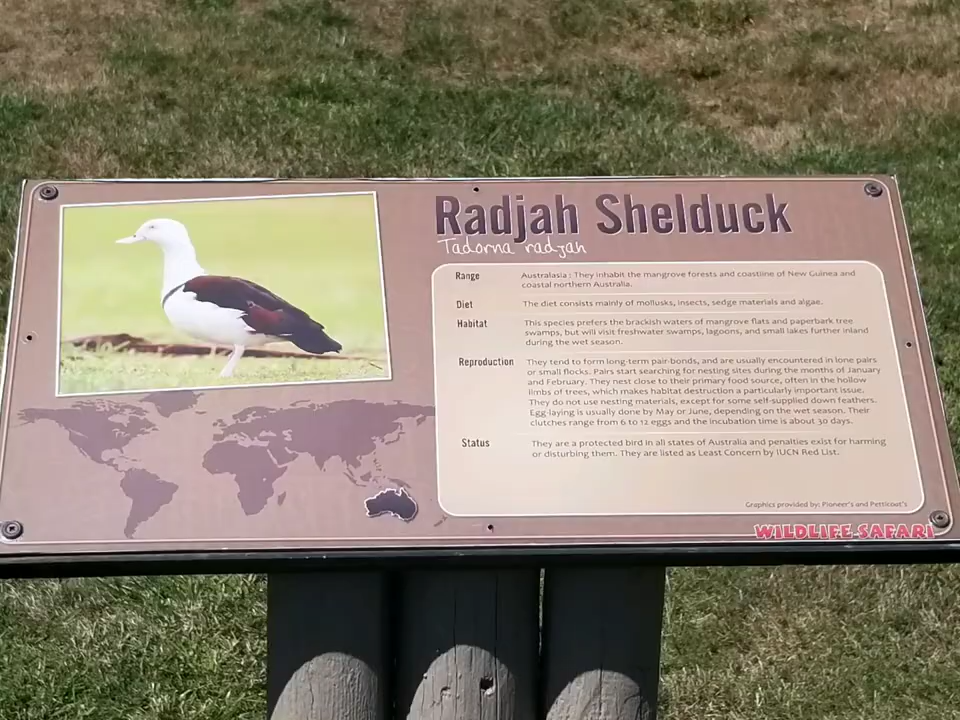 Radjah Shelduck
Tadorna radjah
Range Australasia : They inhabit the mangrove forests and coastline of New Guinea and
coastal northern Australia.
Diet The diet consists mainly of mollusks, insects, sedge materials and algae.
Habitat This species prefers the brackish waters of mangrove flats and paperbark tree
swamps, but will visit freshwater swamps, lagoons, and small lakes further inland
during the wet season.
Reproduction They tend to form long-term pair-bonds, and are usually encountered in lone pairs
or small flocks. Pairs start searching for nesting sites during the months of January
and February. They nest close to their primary food source, often in the hollow
limbs of trees, which makes habitat destruction a particularly important issue.
They do not use nesting materials, except for some self-supplied down feathers.
Egg-laying is usually done by May or June, depending on the wet season. Their
clutches range from 6 to 12 eggs and the incubation time is about 30 days.
Status They are a protected bird in all states of Australia and penalties exist for harming
or disturbing them. They are listed as Least Concern by IUCN Red List.
Graphics provided by: Pioneer's and Petticoat's
WILDLIFE SAFARI